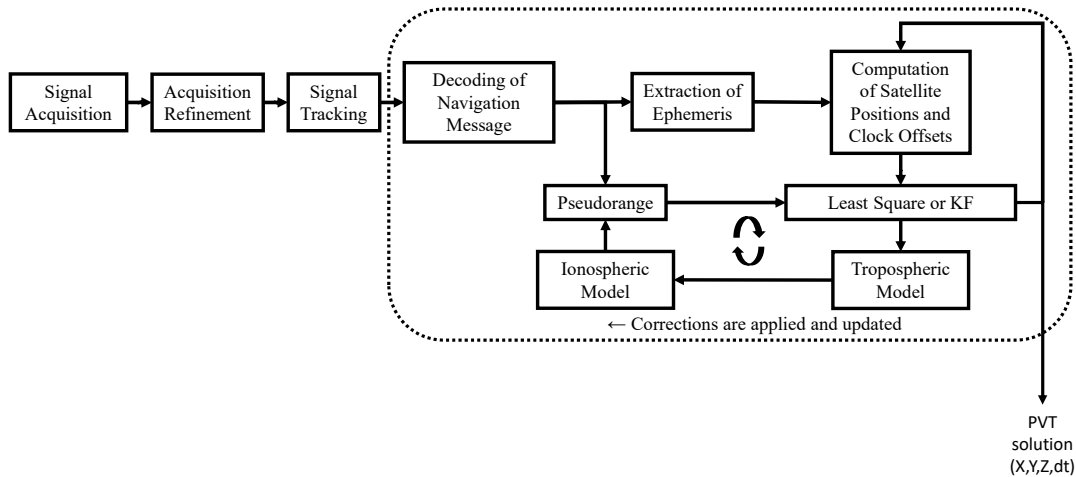 Signal
Acquisition
Acquisition
Refinement
Signal
Tracking
Decoding of
Navigation
Message
Extraction of
Ephemeris
Computation
of Satellite
Positions and
Clock Offsets
Pseudorange
Least Square or KF
Ionospheric
Model
Tropospheric
Model
← Corrections are applied and updated
PVT
solution
(X,Y,Z,dt)